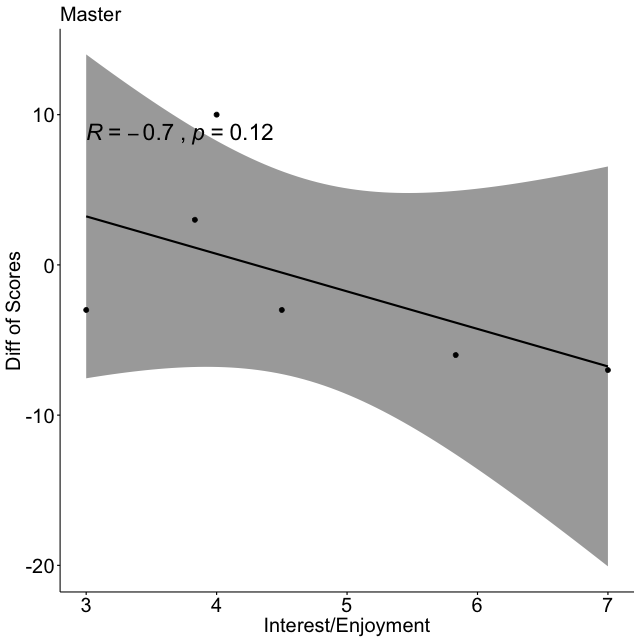 Master
10
R = −0.7 , p = 0.12
0
-10
-20
Diff of Scores
3 4 5 6 7
Interest/Enjoyment